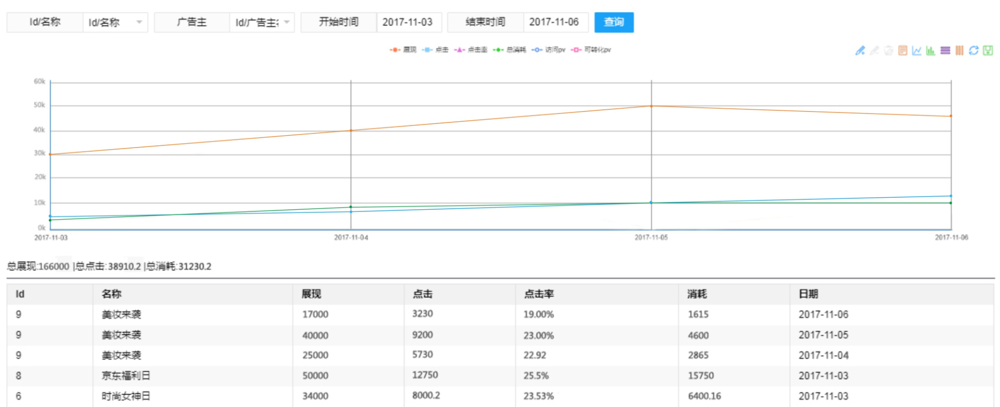 Id/名称 Id/名称 广告主 Id/广告主名 开始时间 2017-11-03 结束时间 2017-11-06 查询
展现 点击 点击率 总消耗 访问pv 可转化pv
60k
50k
40k
30k
20k
10k
0k
2017-11-03 2017-11-04 2017-11-05 2017-11-06
总展现:166000 |总点击:38910.2 |总消耗:31230.2
Id 名称 展现 点击 点击率 消耗 日期
9 美妆来袭 17000 3230 19.00% 1615 2017-11-06
9 美妆来袭 40000 9200 23.00% 4600 2017-11-05
9 美妆来袭 25000 5730 22.92 2865 2017-11-04
8 京东福利日 50000 12750 25.5% 15750 2017-11-03
6 时尚女神日 34000 8000.2 23.53% 6400.16 2017-11-03